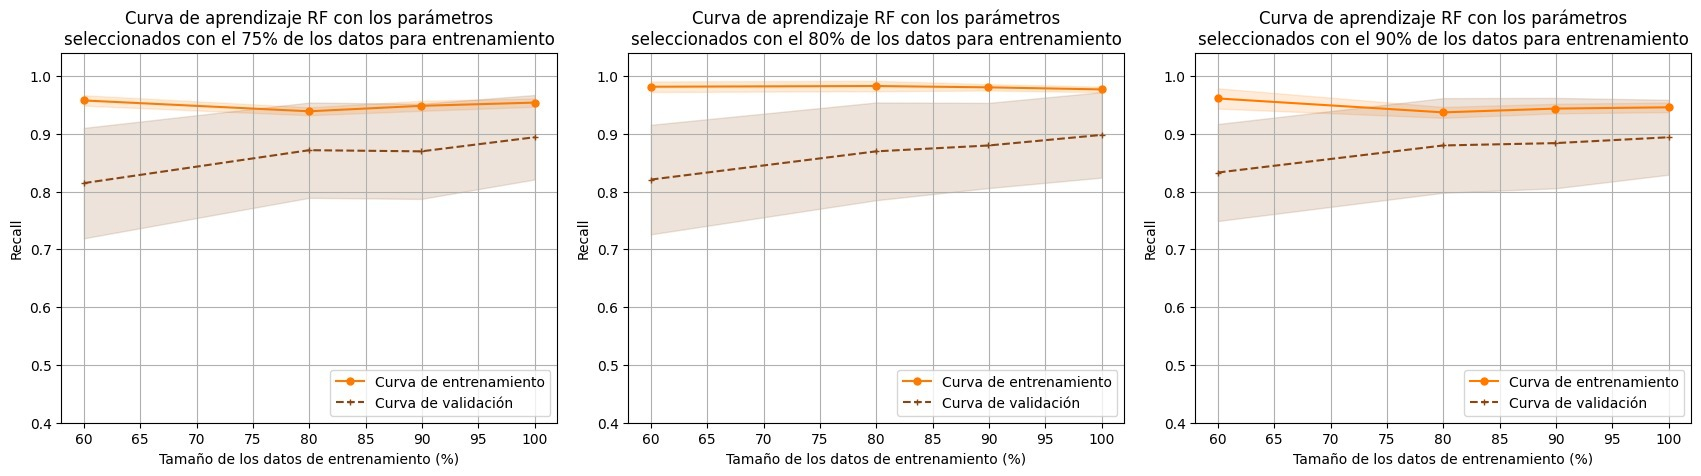 Curva de aprendizaje RF con los parámetros
seleccionados con el 75% de los datos para entrenamiento
1.0
0.9
0.8
0.7
0.6
0.5
0.4
Recall
60 65 70 75 80 85 90 95 100
Tamaño de los datos de entrenamiento (%)
Curva de entrenamiento
Curva de validación
Curva de aprendizaje RF con los parámetros
seleccionados con el 80% de los datos para entrenamiento
1.0
0.9
0.8
0.7
0.6
0.5
0.4
Recall
60 65 70 75 80 85 90 95 100
Tamaño de los datos de entrenamiento (%)
Curva de entrenamiento
Curva de validación
Curva de aprendizaje RF con los parámetros
seleccionados con el 90% de los datos para entrenamiento
1.0
0.9
0.8
0.7
0.6
0.5
0.4
Recall
60 65 70 75 80 85 90 95 100
Tamaño de los datos de entrenamiento (%)
Curva de entrenamiento
Curva de validación